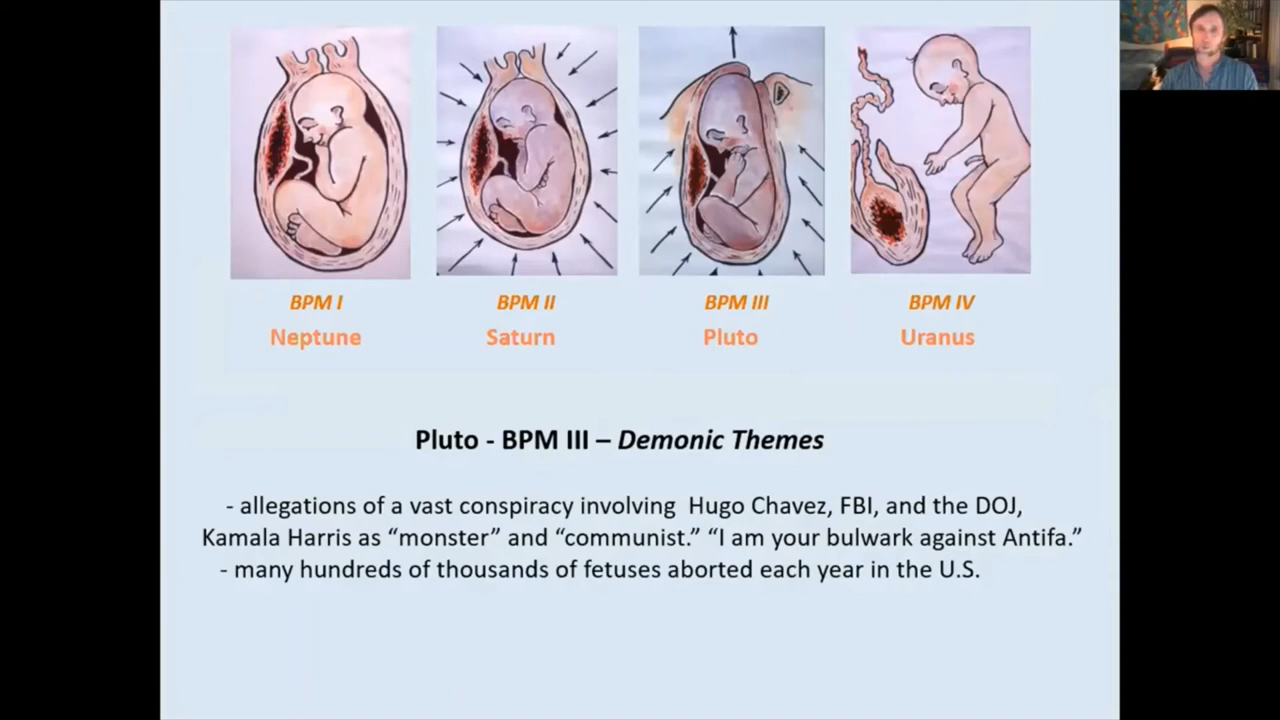 BPM I
BPM II
BPM III
BPM IV
Neptune
Saturn
Pluto
Uranus
Pluto - BPM III – Demonic Themes
- allegations of a vast conspiracy involving  Hugo Chavez, FBI, and the DOJ,
Kamala Harris as “monster” and “communist.” “I am your bulwark against Antifa.”
- many hundreds of thousands of fetuses aborted each year in the U.S.